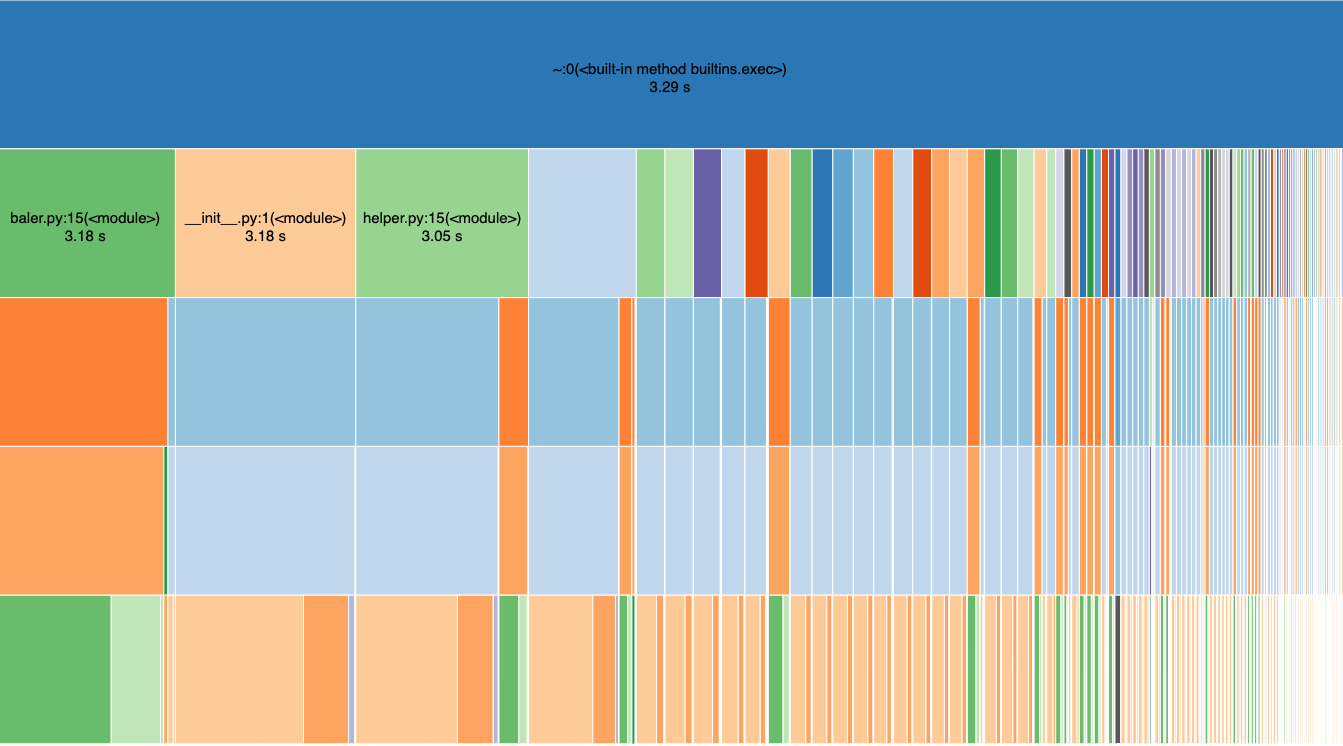 ~:0(<built-in method builtins.exec>)
3.29 s
baler.py:15(<module>)
3.18 s
__init__.py:1(<module>)
3.18 s
helper.py:15(<module>)
3.05 s